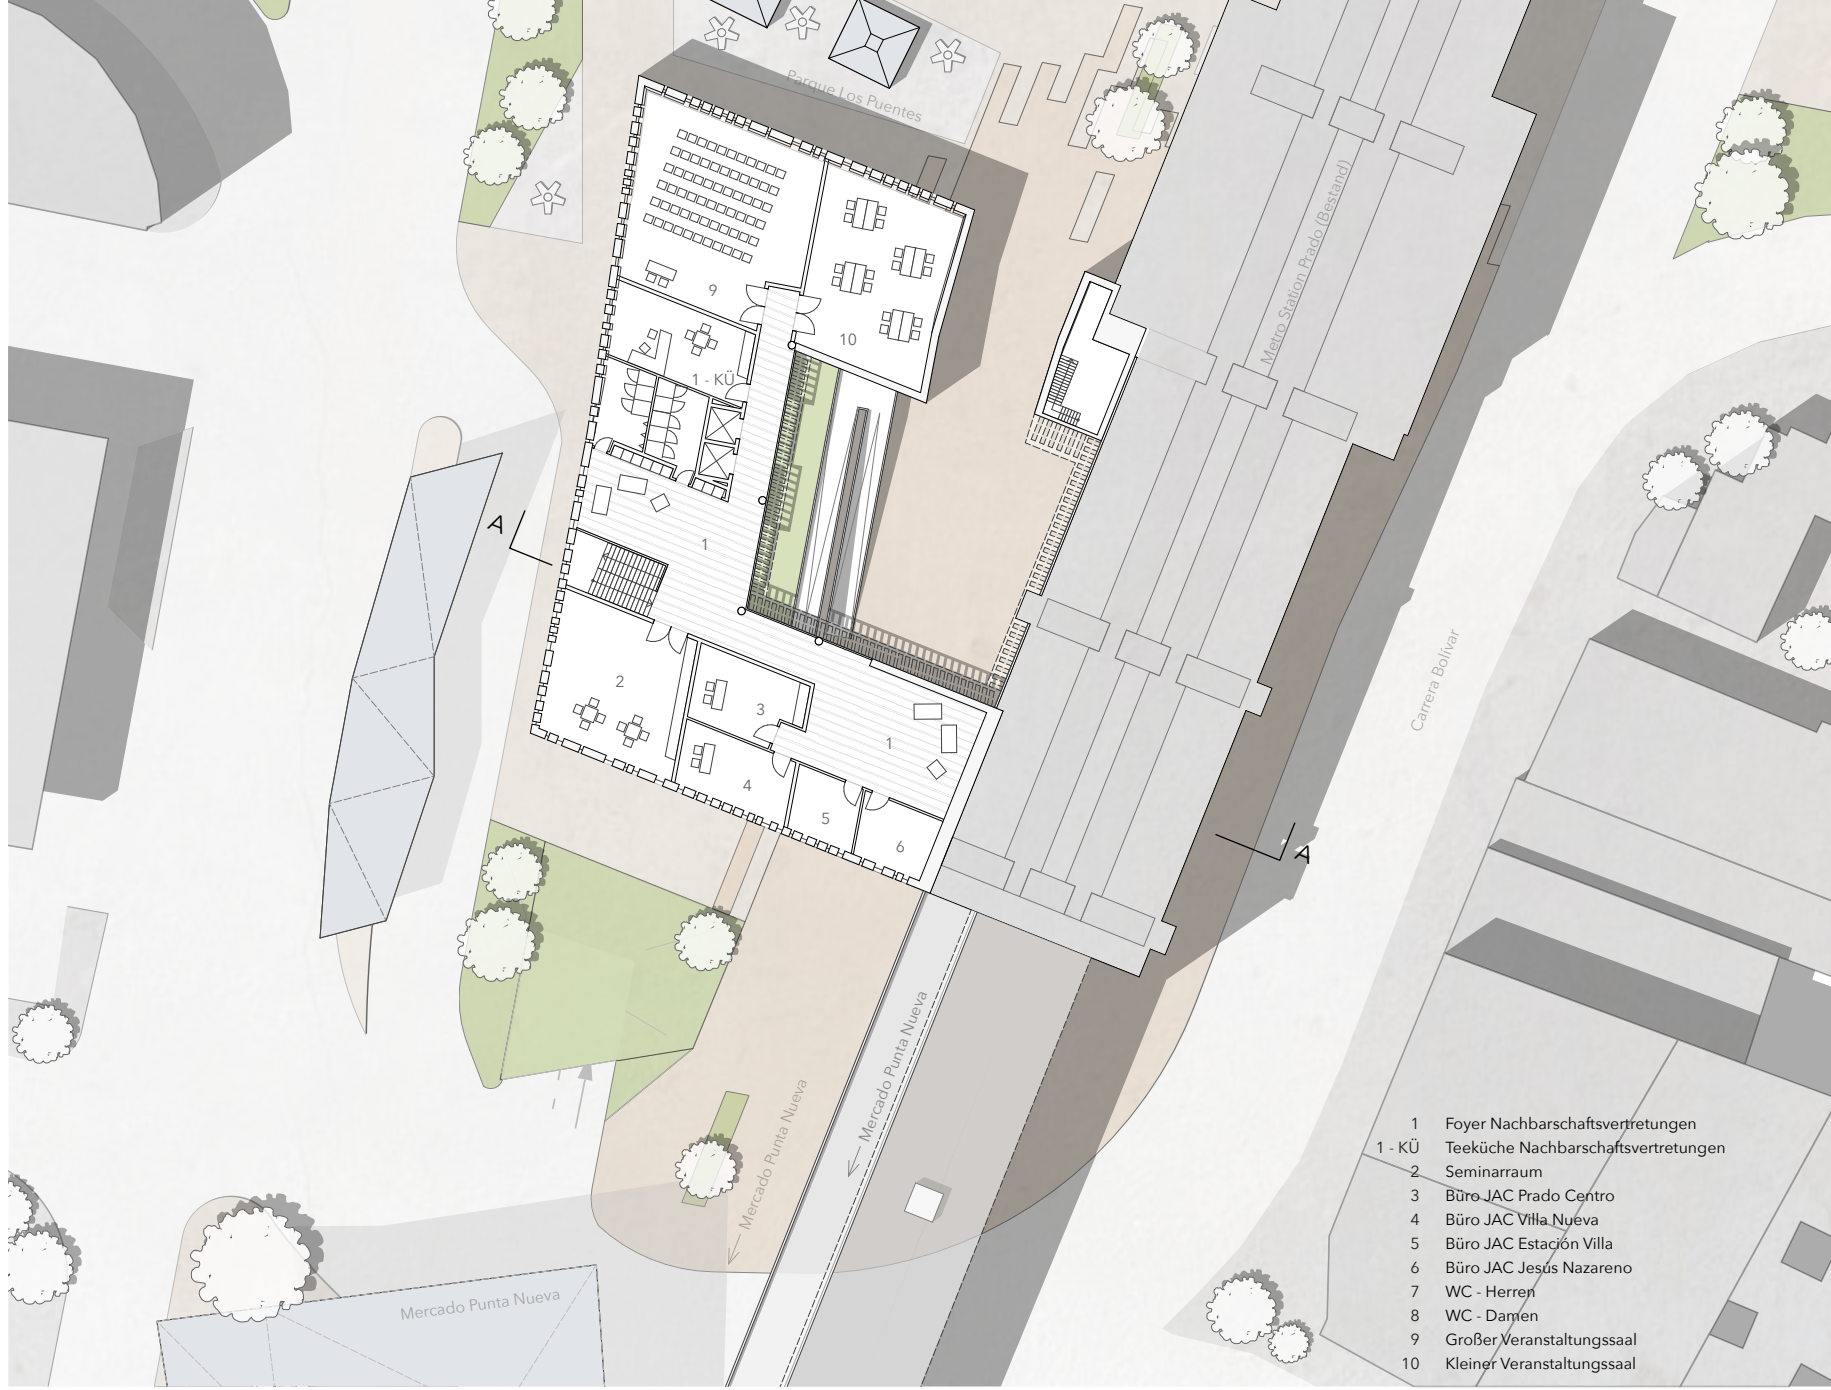 Parque Los Puentes
Metro Station Prado (Bestand)
9
10
1 - KÜ
A
1
2
3
1
4
5
6
Carrera Bolívar
A
Mercado Punta Nueva
Mercado Punta Nueva
Mercado Punta Nueva
1 Foyer Nachbarschaftsvertretungen
1 - KÜ Teeküche Nachbarschaftsvertretungen
2 Seminarraum
3 Büro JAC Prado Centro
4 Büro JAC Villa Nueva
5 Büro JAC Estación Villa
6 Büro JAC Jesús Nazareno
7 WC - Herren
8 WC - Damen
9 Großer Veranstaltungssaal
10 Kleiner Veranstaltungssaal